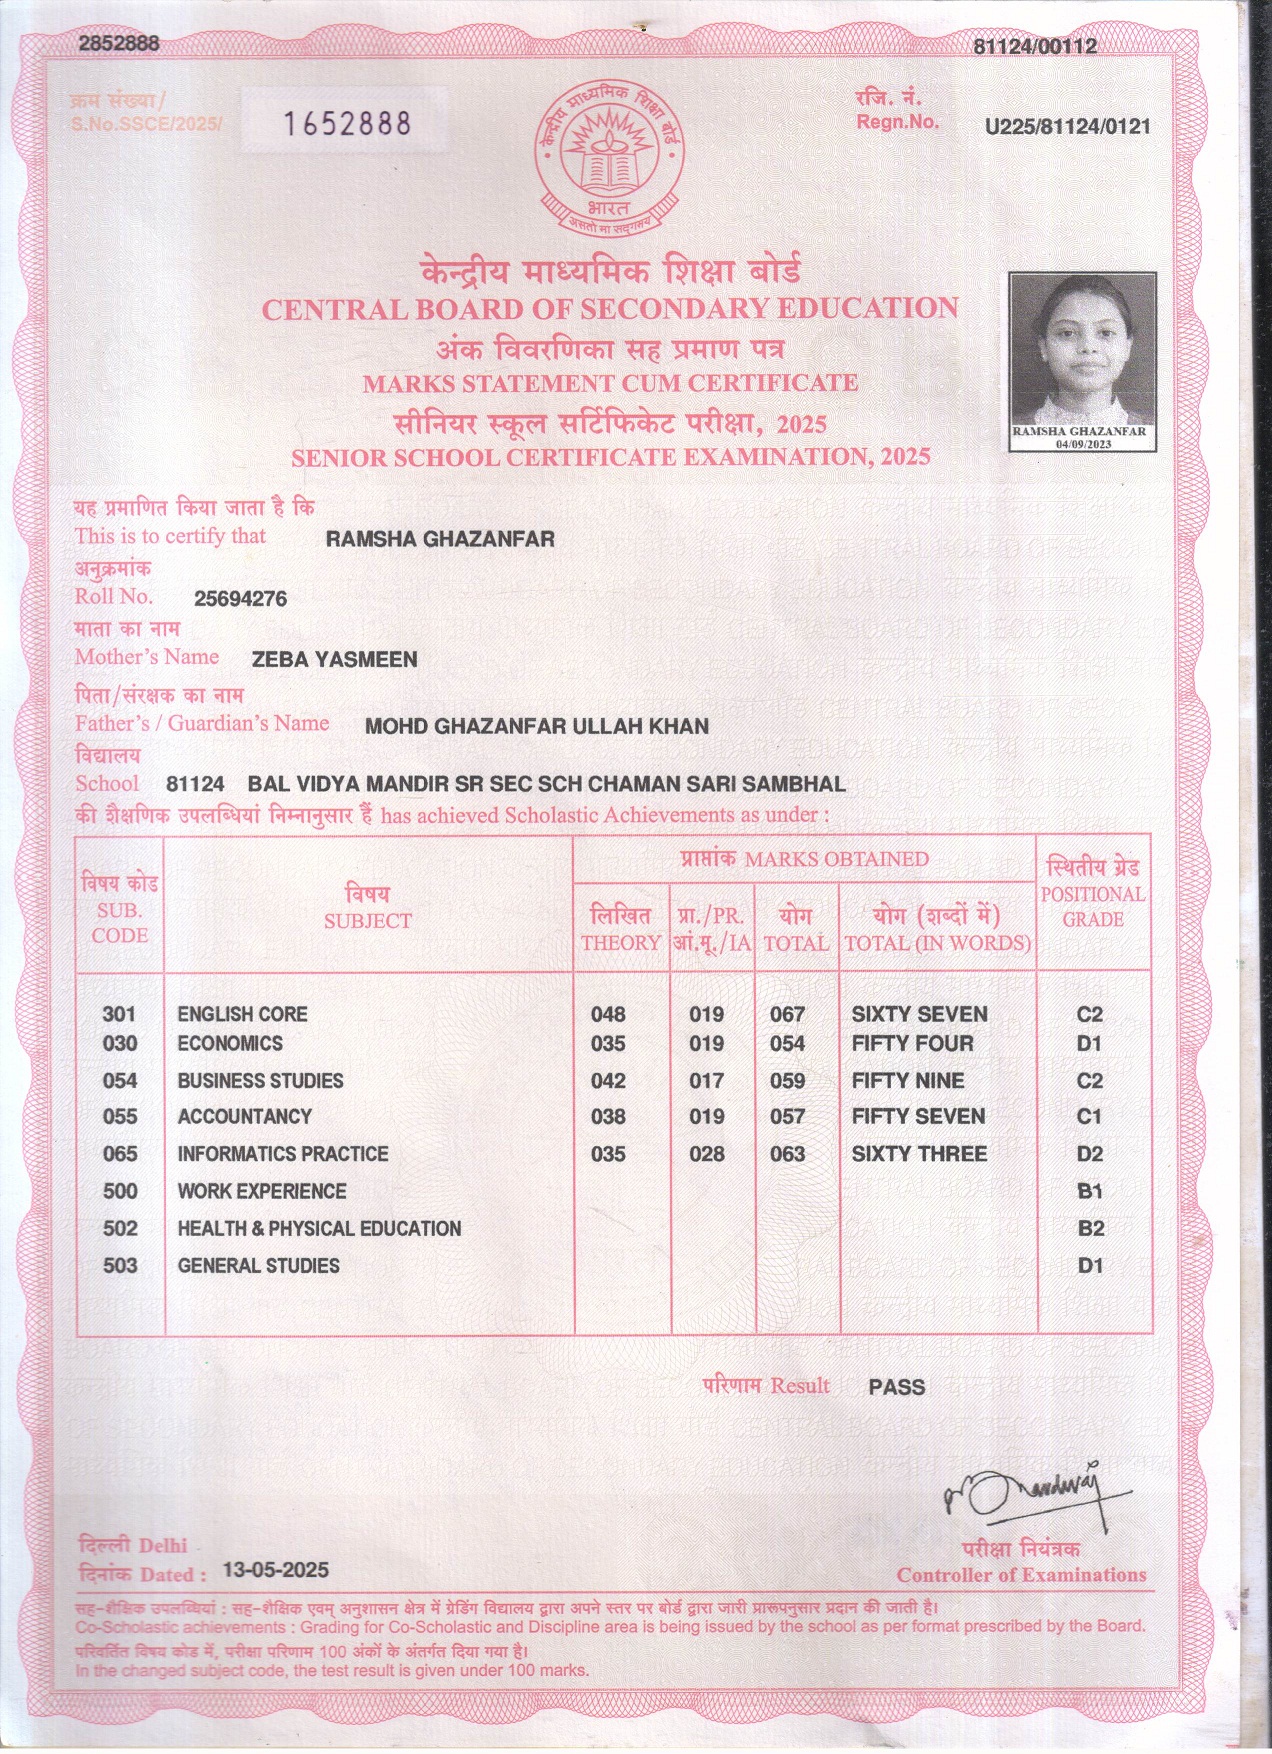 2852888
81124/00112
क्रम संख्या/
S.No.SSCE/2025/
1652888
रजि. नं.
Regn.No.
U225/81124/0121
केन्द्रीय माध्यमिक शिक्षा बोर्ड
भारत
असतो मा सद्गमय
केन्द्रीय माध्यमिक शिक्षा बोर्ड
CENTRAL BOARD OF SECONDARY EDUCATION
अंक विवरणिका सह प्रमाण पत्र
MARKS STATEMENT CUM CERTIFICATE
सीनियर स्कूल सर्टिफिकेट परीक्षा, 2025
SENIOR SCHOOL CERTIFICATE EXAMINATION, 2025
RAMSHA GHAZANFAR
04/09/2023
यह प्रमाणित किया जाता है कि
This is to certify that RAMSHA GHAZANFAR
अनुक्रमांक
Roll No. 25694276
माता का नाम
Mother's Name ZEBA YASMEEN
पिता/संरक्षक का नाम
Father's / Guardian's Name MOHD GHAZANFAR ULLAH KHAN
विद्यालय
School 81124 BAL VIDYA MANDIR SR SEC SCH CHAMAN SARI SAMBHAL
की शैक्षणिक उपलब्धियां निम्नानुसार हैं has achieved Scholastic Achievements as under :
विषय कोड
SUB.
CODE
विषय
SUBJECT
प्राप्तांक MARKS OBTAINED
लिखित
THEORY
प्रा./PR.
आं.मू./IA
योग
TOTAL
योग (शब्दों में)
TOTAL (IN WORDS)
स्थितीय ग्रेड
POSITIONAL
GRADE
301 ENGLISH CORE 048 019 067 SIXTY SEVEN C2
030 ECONOMICS 035 019 054 FIFTY FOUR D1
054 BUSINESS STUDIES 042 017 059 FIFTY NINE C2
055 ACCOUNTANCY 038 019 057 FIFTY SEVEN C1
065 INFORMATICS PRACTICE 035 028 063 SIXTY THREE D2
500 WORK EXPERIENCE B1
502 HEALTH & PHYSICAL EDUCATION B2
503 GENERAL STUDIES D1
परिणाम Result PASS
दिल्ली Delhi
दिनांक Dated : 13-05-2025
परीक्षा नियंत्रक
Controller of Examinations
सह-शैक्षिक उपलब्धियां : सह-शैक्षिक एवम् अनुशासन क्षेत्र में ग्रेडिंग विद्यालय द्वारा अपने स्तर पर बोर्ड द्वारा जारी प्रारूपनुसार प्रदान की जाती है।
Co-Scholastic achievements : Grading for Co-Scholastic and Discipline area is being issued by the school as per format prescribed by the Board.
परिवर्तित विषय कोड में, परीक्षा परिणाम 100 अंकों के अंतर्गत दिया गया है।
In the changed subject code, the test result is given under 100 marks.